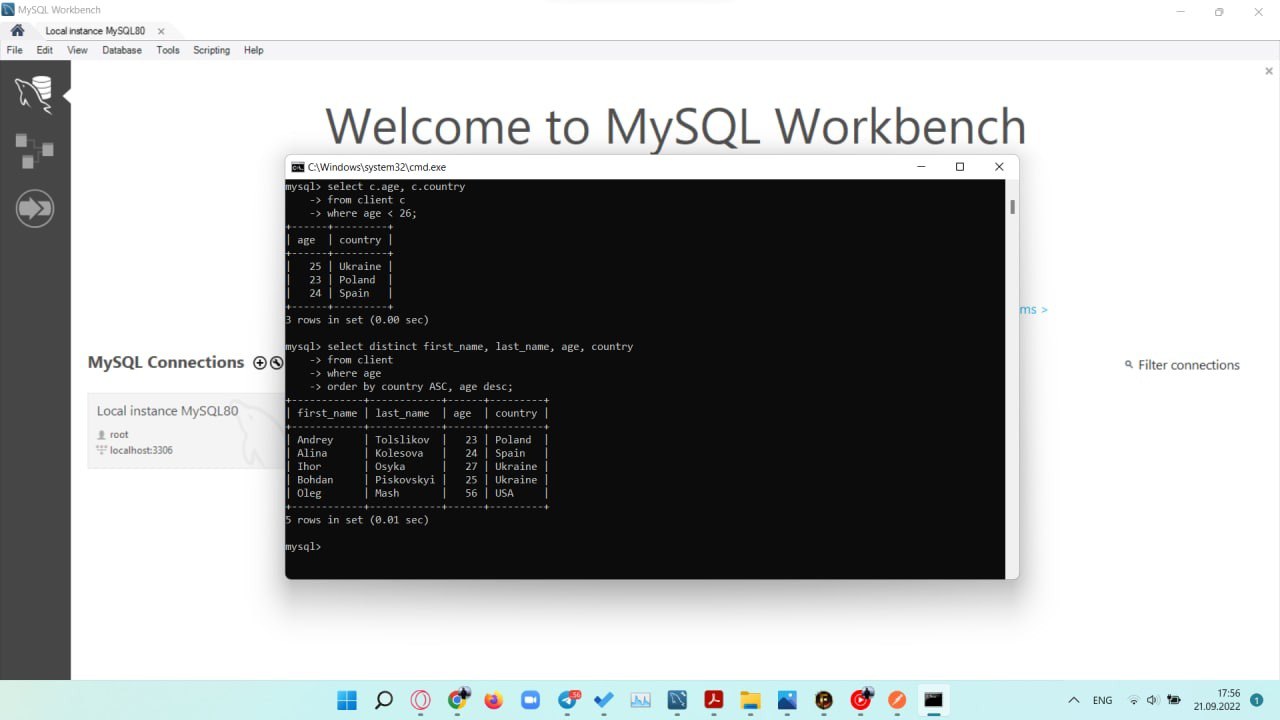 MySQL Workbench
Local instance MySQL80
File Edit View Database Tools Scripting Help
Welcome to MySQL Workbench
C:\Windows\system32\cmd.exe
mysql> select c.age, c.country
    -> from client c
    -> where age < 26;
+------+---------+
| age  | country |
+------+---------+
|   25 | Ukraine |
|   23 | Poland  |
|   24 | Spain   |
+------+---------+
3 rows in set (0.00 sec)
ms >
mysql> select distinct first_name, last_name, age, country
    -> from client
    -> where age
    -> order by country ASC, age desc;
+------------+------------+------+---------+
| first_name | last_name  | age  | country |
+------------+------------+------+---------+
| Andrey     | Tolslikov  |   23 | Poland  |
| Alina      | Kolesova   |   24 | Spain   |
| Ihor       | Osyka      |   27 | Ukraine |
| Bohdan     | Piskovskyi |   25 | Ukraine |
| Oleg       | Mash       |   56 | USA     |
+------------+------------+------+---------+
5 rows in set (0.01 sec)
mysql>
MySQL Connections
Filter connections
Local instance MySQL80
root
localhost:3306
56
ENG
17:56
21.09.2022
1